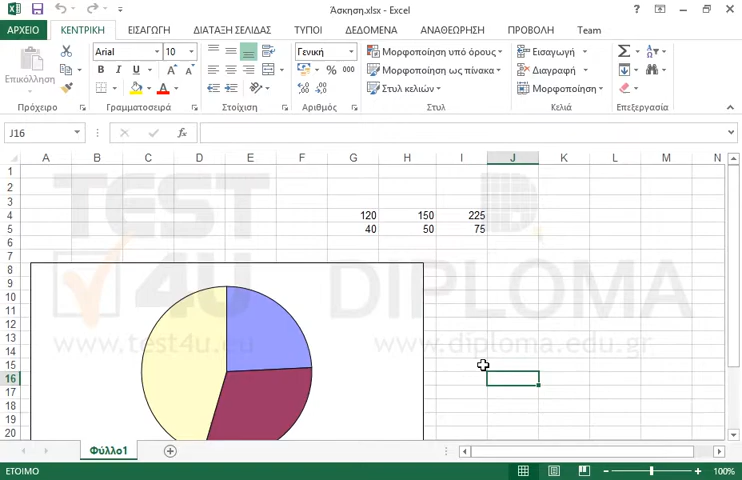 Άσκηση.xlsx - Excel
ΑΡΧΕΙΟ ΚΕΝΤΡΙΚΗ ΕΙΣΑΓΩΓΗ ΔΙΑΤΑΞΗ ΣΕΛΙΔΑΣ ΤΥΠΟΙ ΔΕΔΟΜΕΝΑ ΑΝΑΘΕΩΡΗΣΗ ΠΡΟΒΟΛΗ Team
Επικόλληση
Arial 10
Γενική
Μορφοποίηση υπό όρους
Μορφοποίηση ως πίνακα
Στυλ κελιών
Εισαγωγή
Διαγραφή
Μορφοποίηση
Πρόχειρο Γραμματοσειρά Στοίχιση Αριθμός Στυλ Κελιά Επεξεργασία
J16
A B C D E F G H I J K L M N
1
2
3
4 120 150 225
5 40 50 75
6
7
8
9
10
11
12
13
14
15
16
17
18
19
20
TEST
4U
www.test4u.eu
DIPLOMA
www.diploma.edu.gr
Φύλλο1
ΕΤΟΙΜΟ
100%